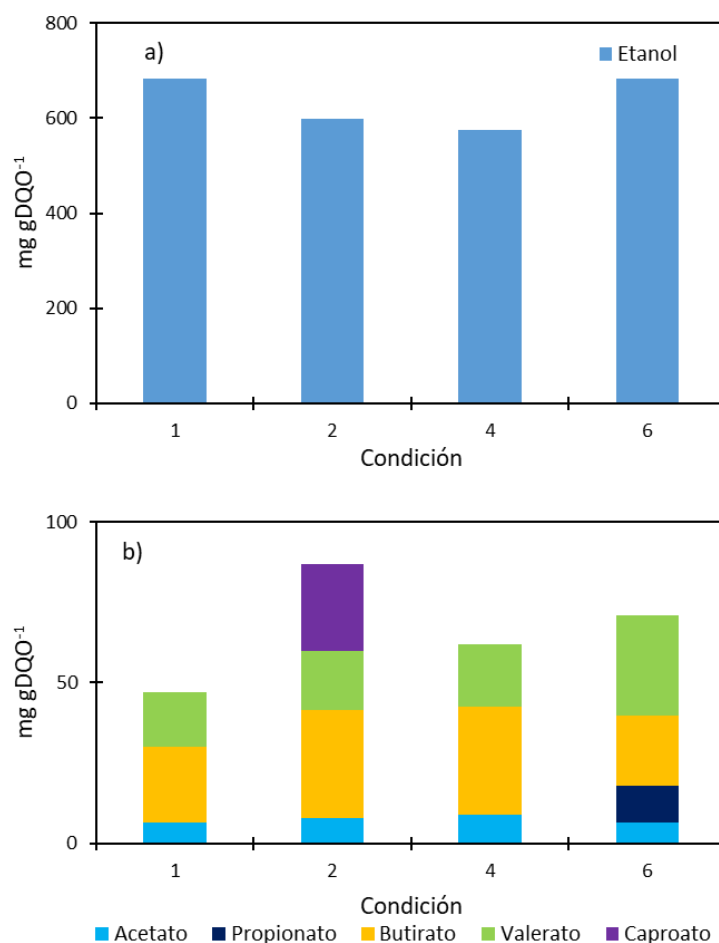 800
a)
Etanol
600
mg gDQO⁻¹
400
200
0
1 2 4 6
Condición
100
b)
mg gDQO⁻¹
50
0
1 2 4 6
Condición
Acetato Propionato Butirato Valerato Caproato